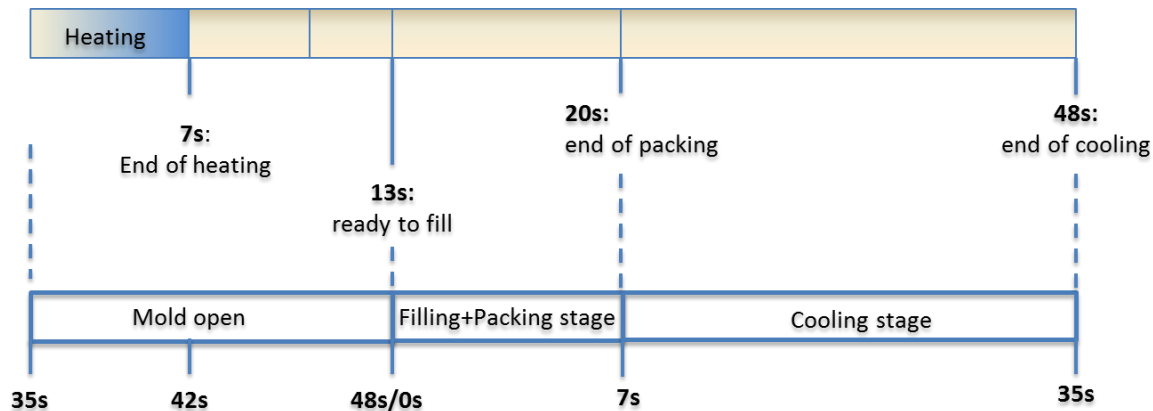 Heating
7s:
End of heating
13s:
ready to fill
20s:
end of packing
48s:
end of cooling
Mold open
Filling+Packing stage
Cooling stage
35s
42s
48s/0s
7s
35s